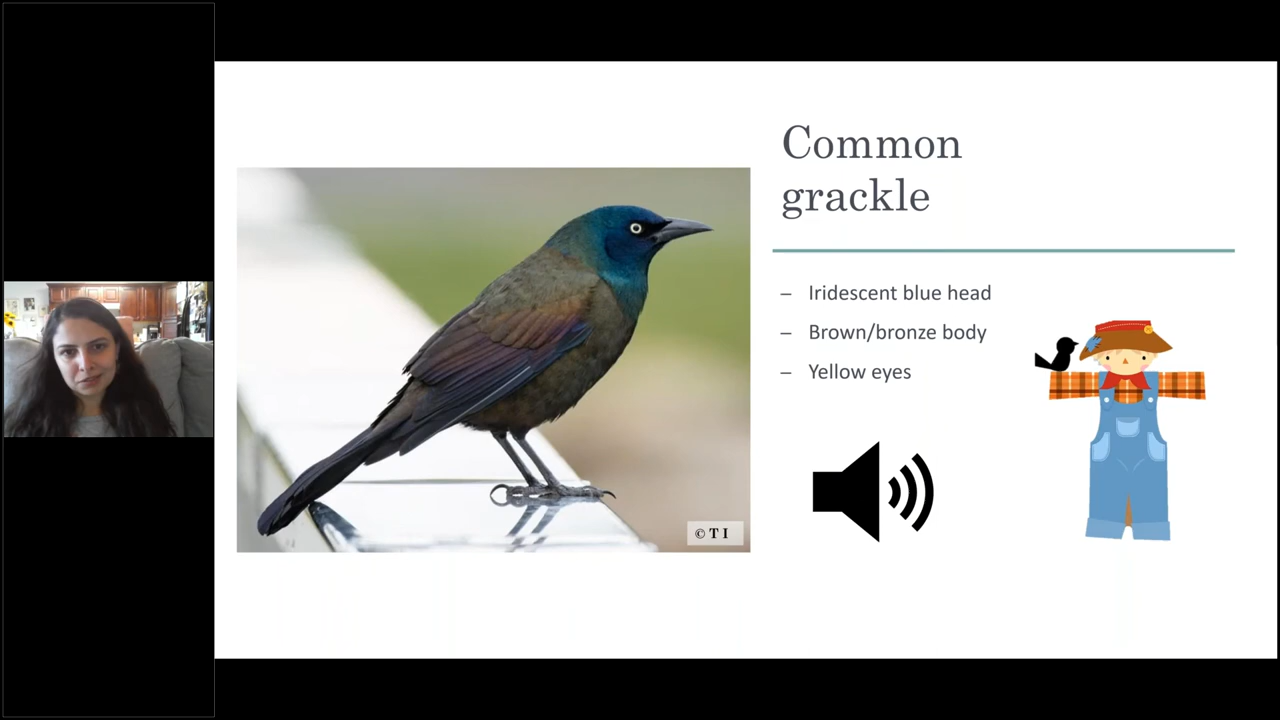 Common
grackle
– Iridescent blue head
– Brown/bronze body
– Yellow eyes
© T I